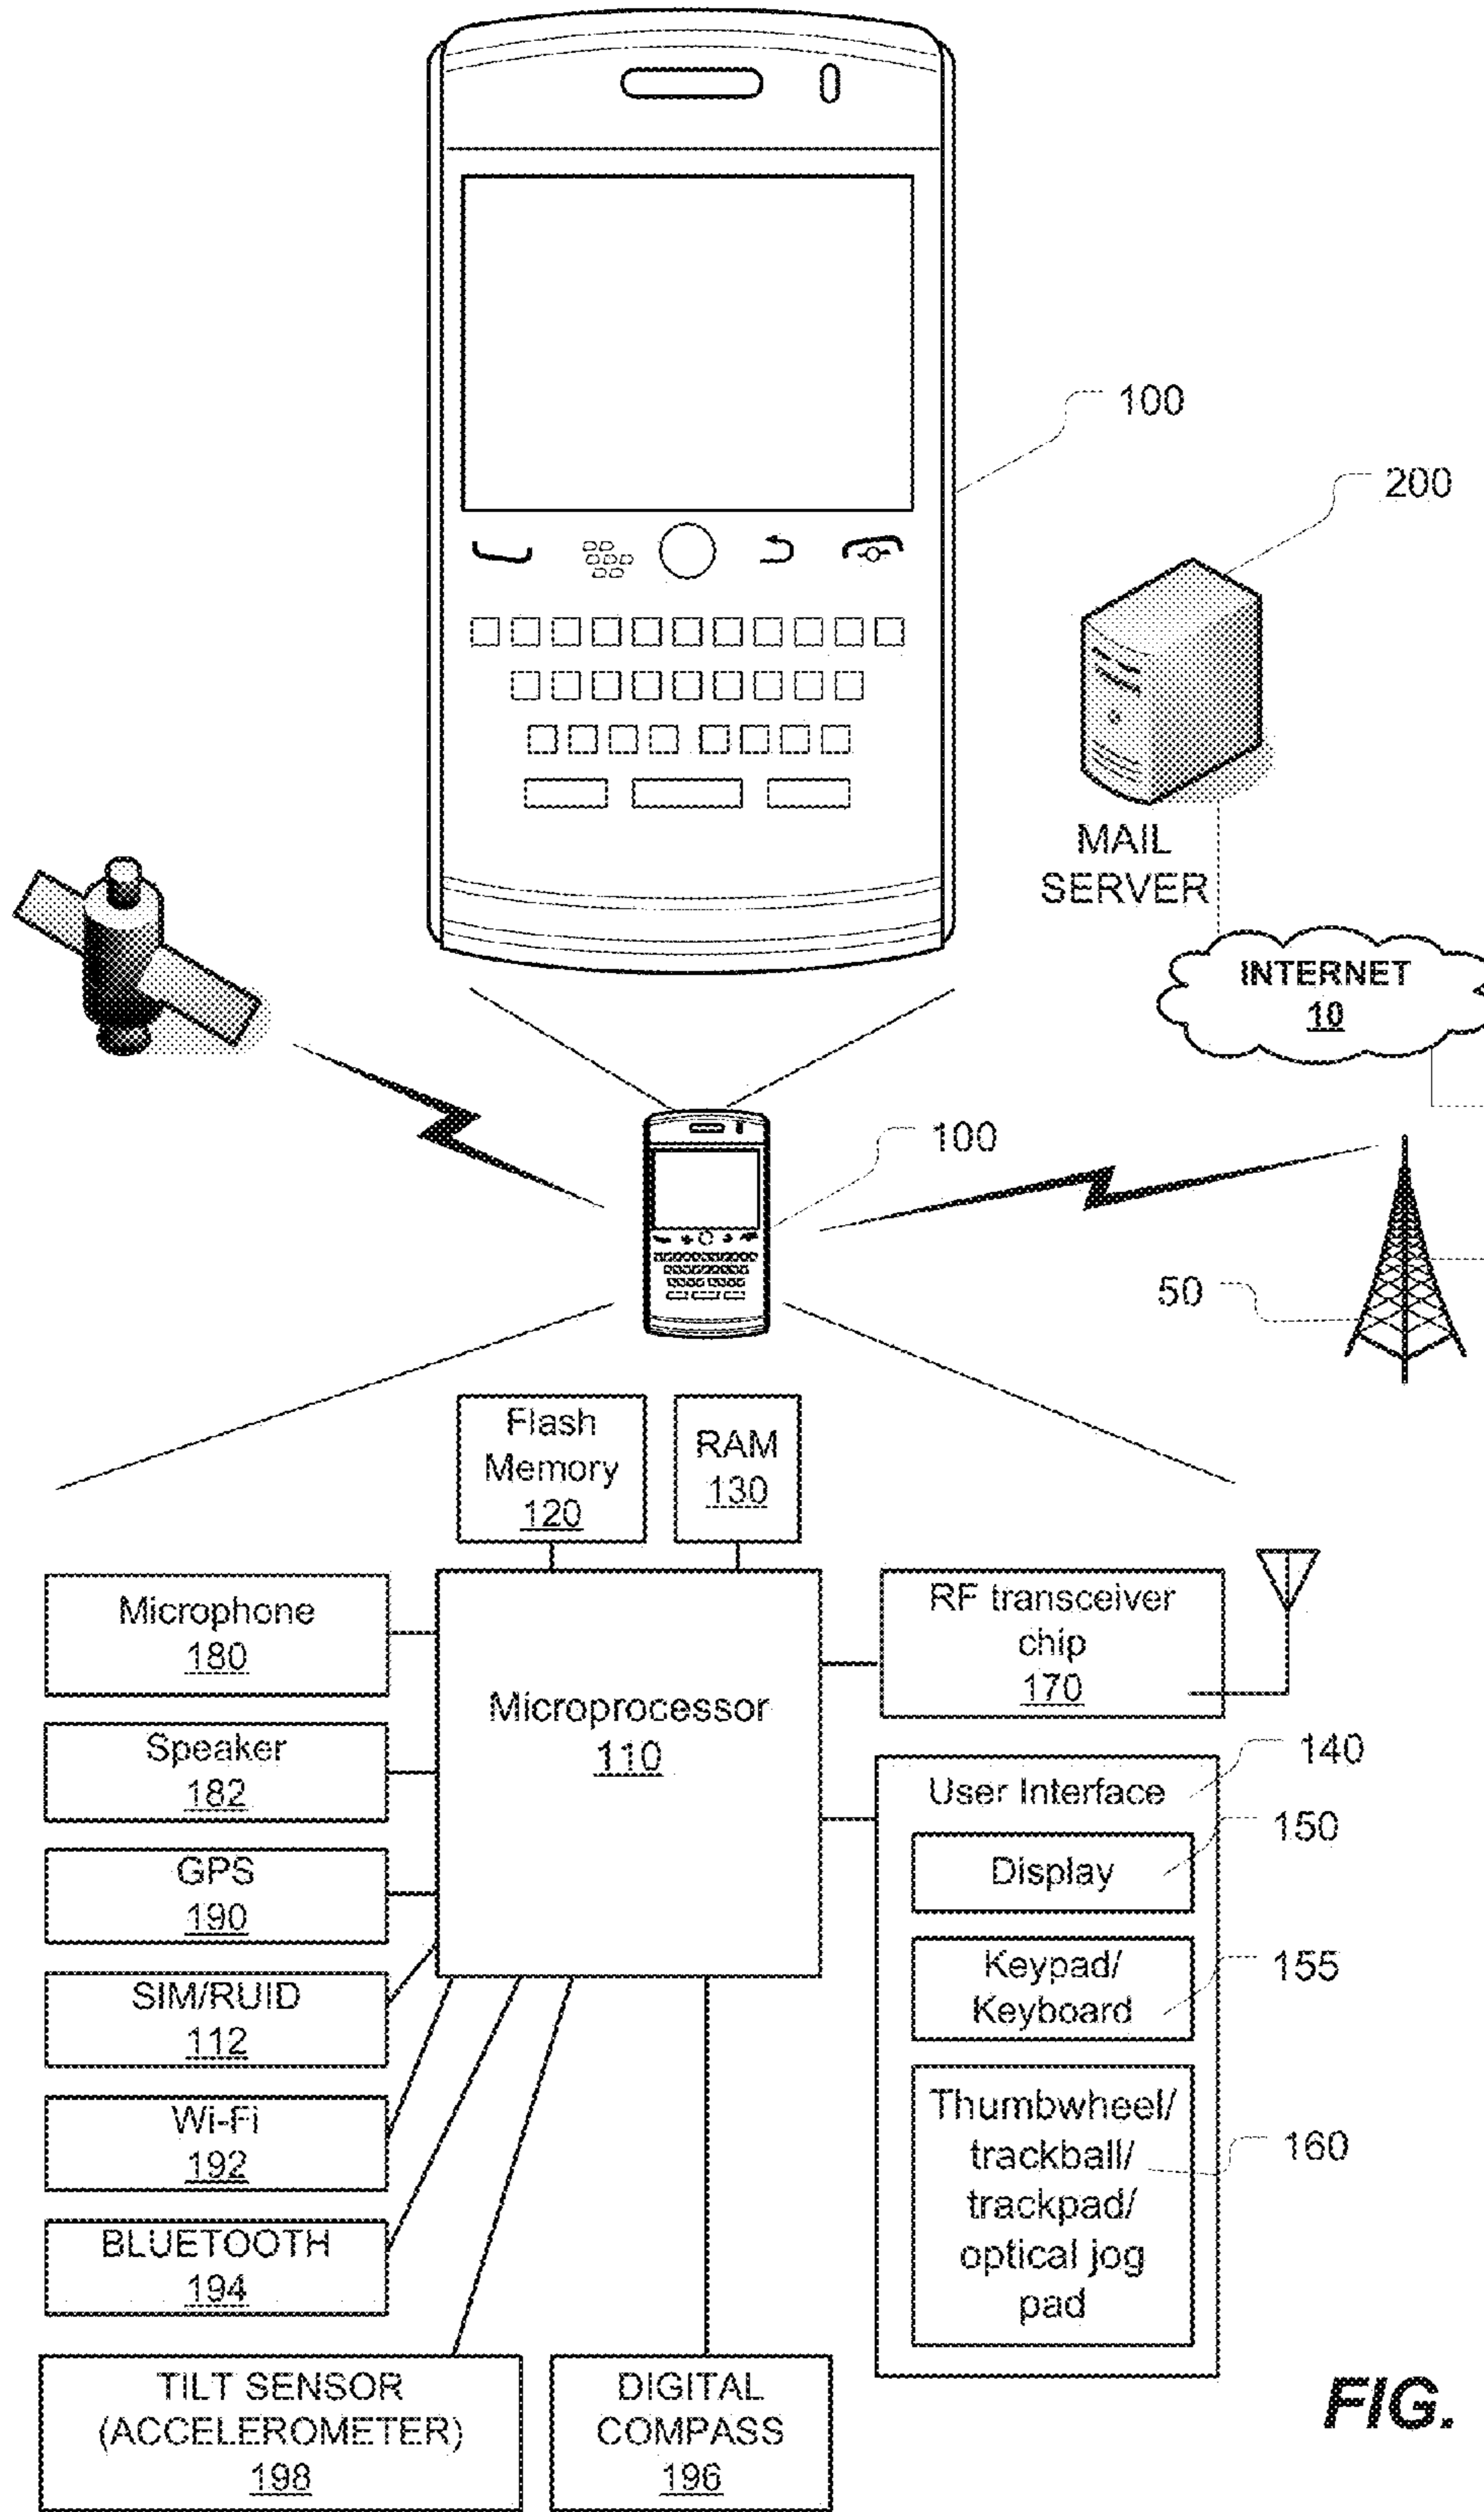 100
200
MAIL
SERVER
INTERNET
10
100
50
Flash
Memory
120
RAM
130
Microphone
180
Speaker
182
GPS
190
SIM/RUID
112
Wi-Fi
192
BLUETOOTH
194
TILT SENSOR
(ACCELEROMETER)
198
DIGITAL
COMPASS
196
Microprocessor
110
RF transceiver
chip
170
140
User Interface
150
Display
Keypad/
Keyboard
155
Thumbwheel/
trackball/
trackpad/
optical jog
pad
160
FIG.